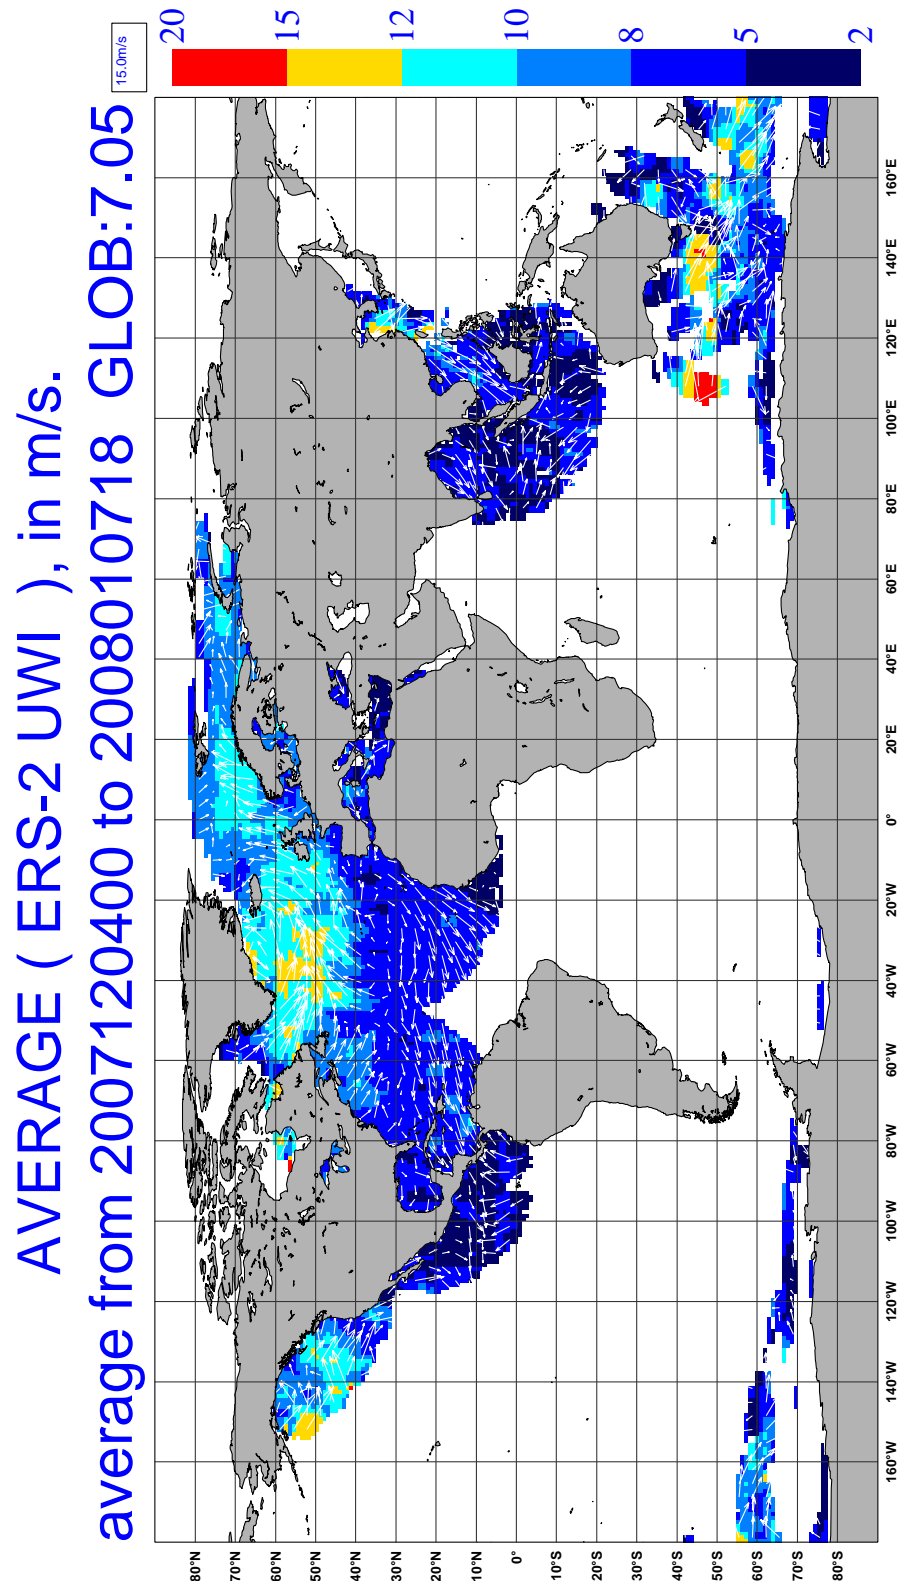 AVERAGE ( ERS-2 UWI ), in m/s.
average from 2007120400 to 2008010718 GLOB:7.05
15.0m/s
2
5
8
10
12
15
20
80°N
70°N
60°N
50°N
40°N
30°N
20°N
10°N
0°
10°S
20°S
30°S
40°S
50°S
60°S
70°S
80°S
160°W
140°W
120°W
100°W
80°W
60°W
40°W
20°W
0°
20°E
40°E
60°E
80°E
100°E
120°E
140°E
160°E